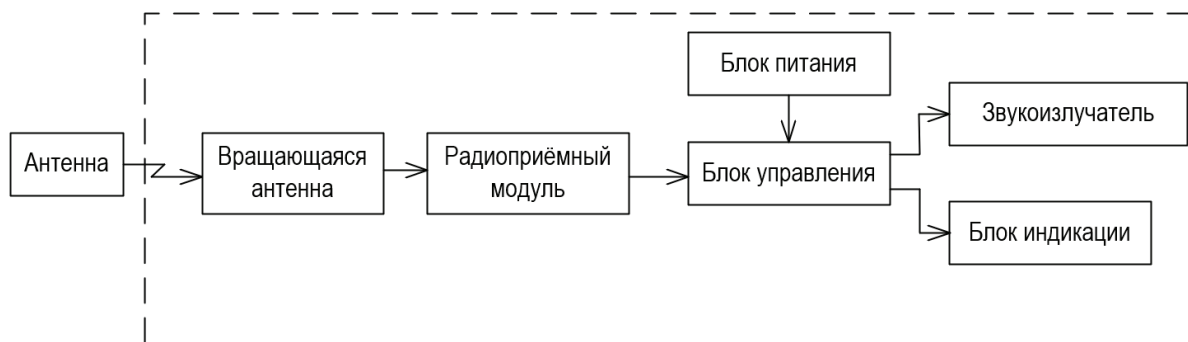 Блок питания
Звукоизлучатель
Антенна
Вращающаяся
антенна
Радиоприёмный
модуль
Блок управления
Блок индикации